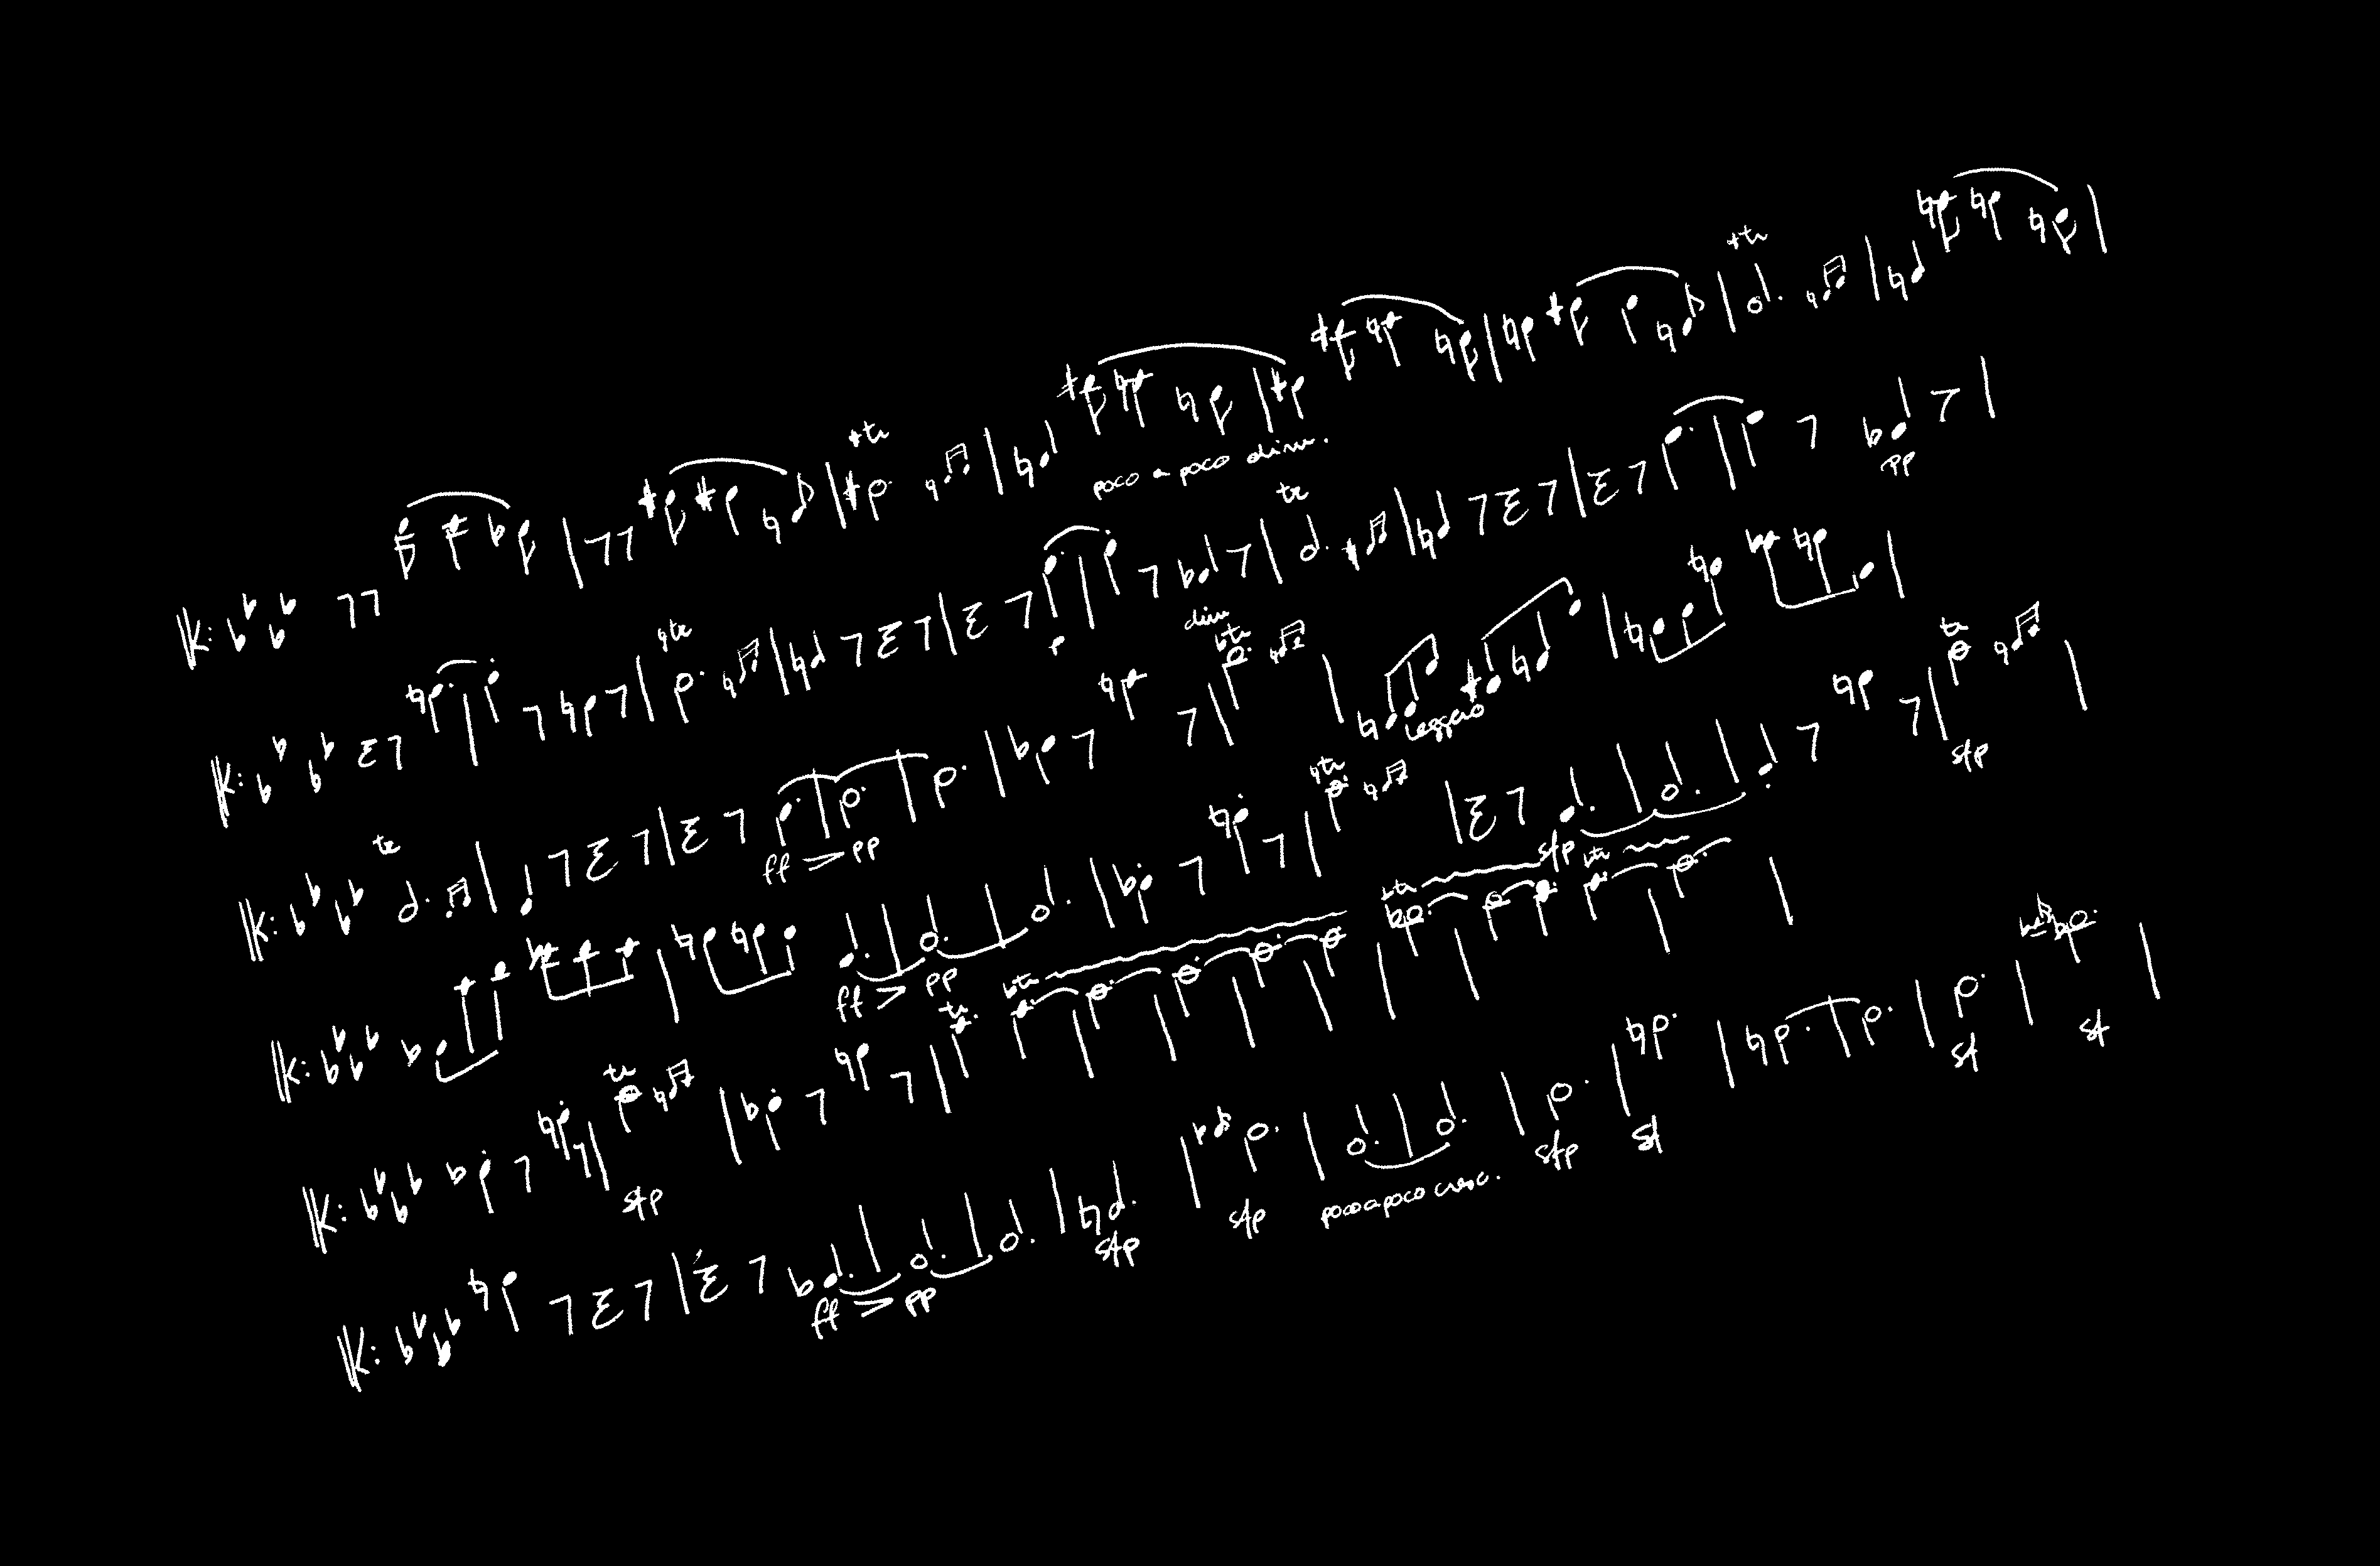 tr
tr
poco a poco dim.
tr
tr
tr
p
dim
pp
tr
ff > pp
tr
leggero
ff > pp
tr
sfp
tr
sfp
tr
tr
tr
tr
tr
sfp
ff > pp
sfp
sfp
poco a poco cresc.
sfp
sf
sf
sf